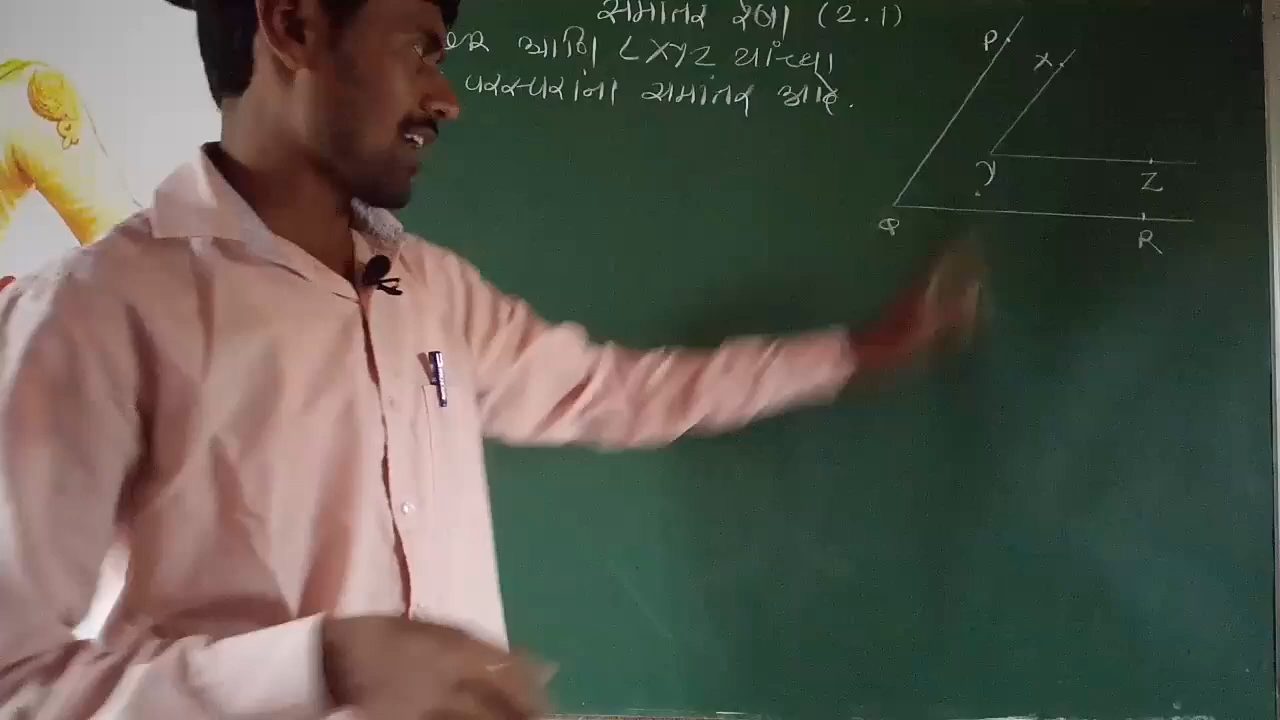 समांतर रेषा (2.1)
आणि ∠XYZ यांच्या
परस्परांना समांतर आहे.
P
X
Y
Z
Q
R